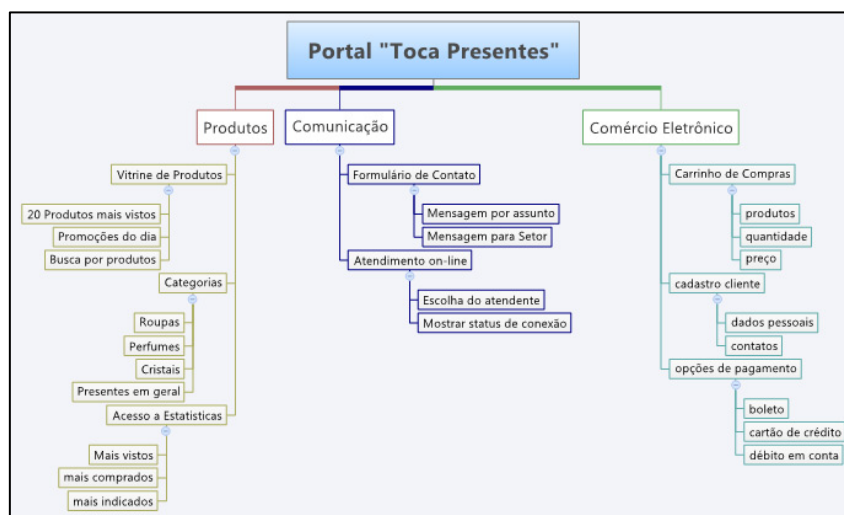 Portal "Toca Presentes"
Produtos
Vitrine de Produtos
20 Produtos mais vistos
Promoções do dia
Busca por produtos
Categorias
Roupas
Perfumes
Cristais
Presentes em geral
Acesso a Estatisticas
Mais vistos
mais comprados
mais indicados
Comunicação
Formulário de Contato
Mensagem por assunto
Mensagem para Setor
Atendimento on-line
Escolha do atendente
Mostrar status de conexão
Comércio Eletrônico
Carrinho de Compras
produtos
quantidade
preço
cadastro cliente
dados pessoais
contatos
opções de pagamento
boleto
cartão de crédito
débito em conta